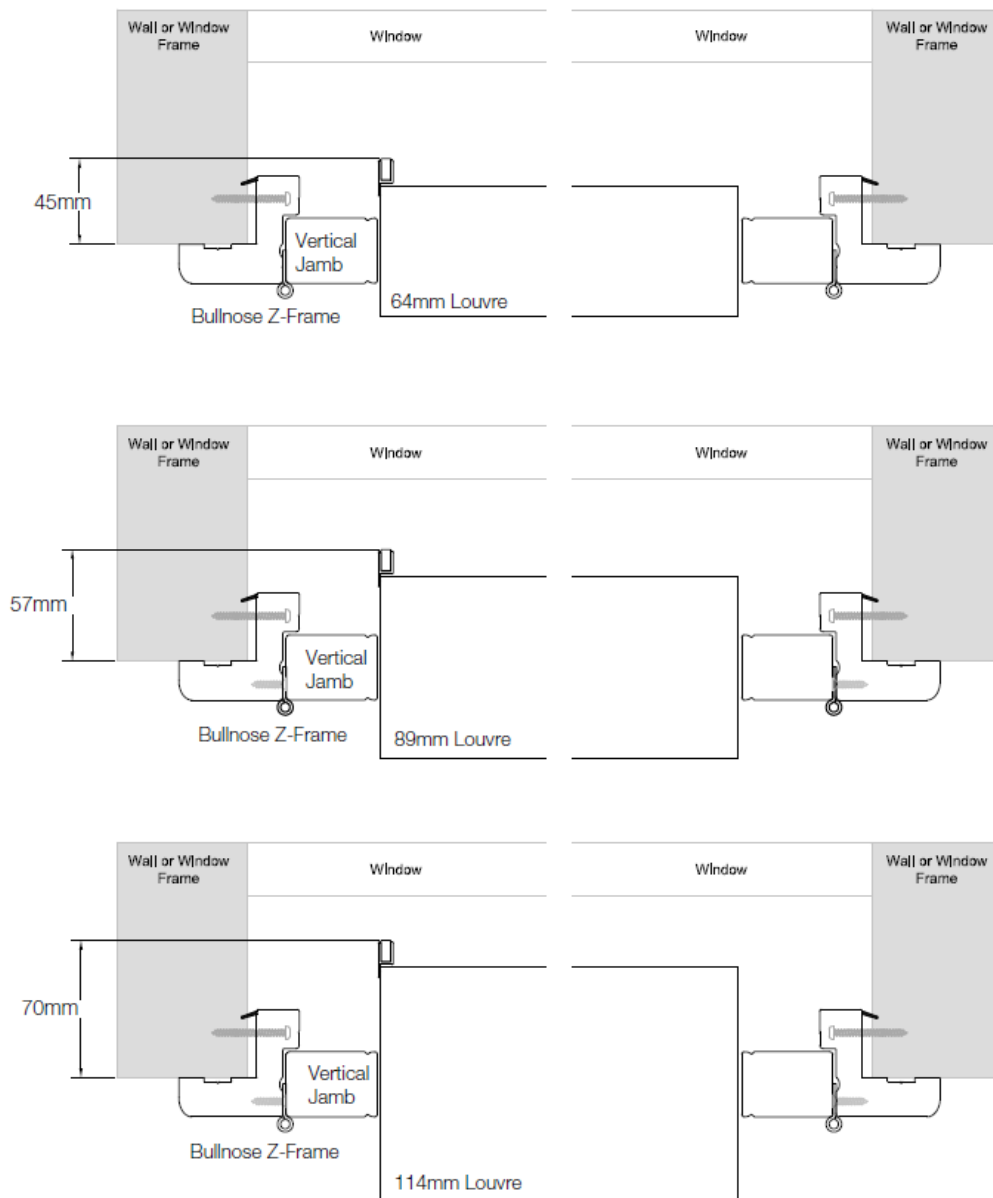 Wall or Window
Frame
Window
Window
Wall or Window
Frame
45mm
Vertical
Jamb
64mm Louvre
Bullnose Z-Frame
Wall or Window
Frame
Window
Window
Wall or Window
Frame
57mm
Vertical
Jamb
Bullnose Z-Frame
89mm Louvre
Wall or Window
Frame
Window
Window
Wall or Window
Frame
70mm
Vertical
Jamb
Bullnose Z-Frame
114mm Louvre